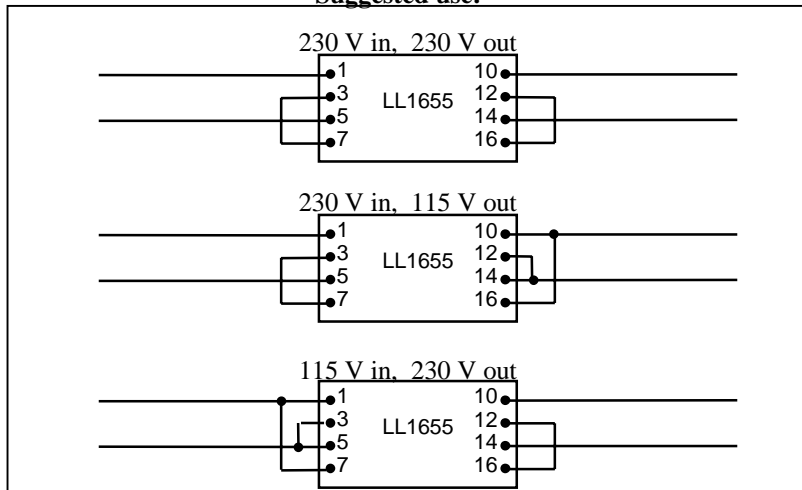 Suggested use:
230 V in, 230 V out
1 10
3 12
LL1655
5 14
7 16
230 V in, 115 V out
1 10
3 12
LL1655
5 14
7 16
115 V in, 230 V out
1 10
3 12
LL1655
5 14
7 16